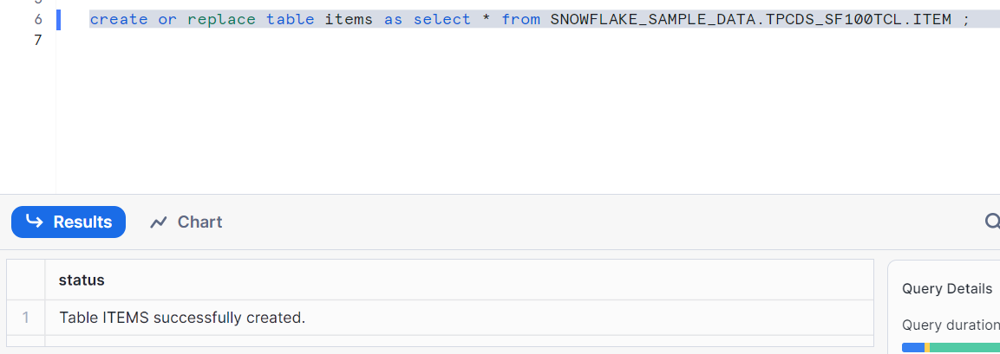 6 create or replace table items as select * from SNOWFLAKE_SAMPLE_DATA.TPCDS_SF100TCL.ITEM ;
7
Results
Chart
status
Query Details
1 Table ITEMS successfully created.
Query duration